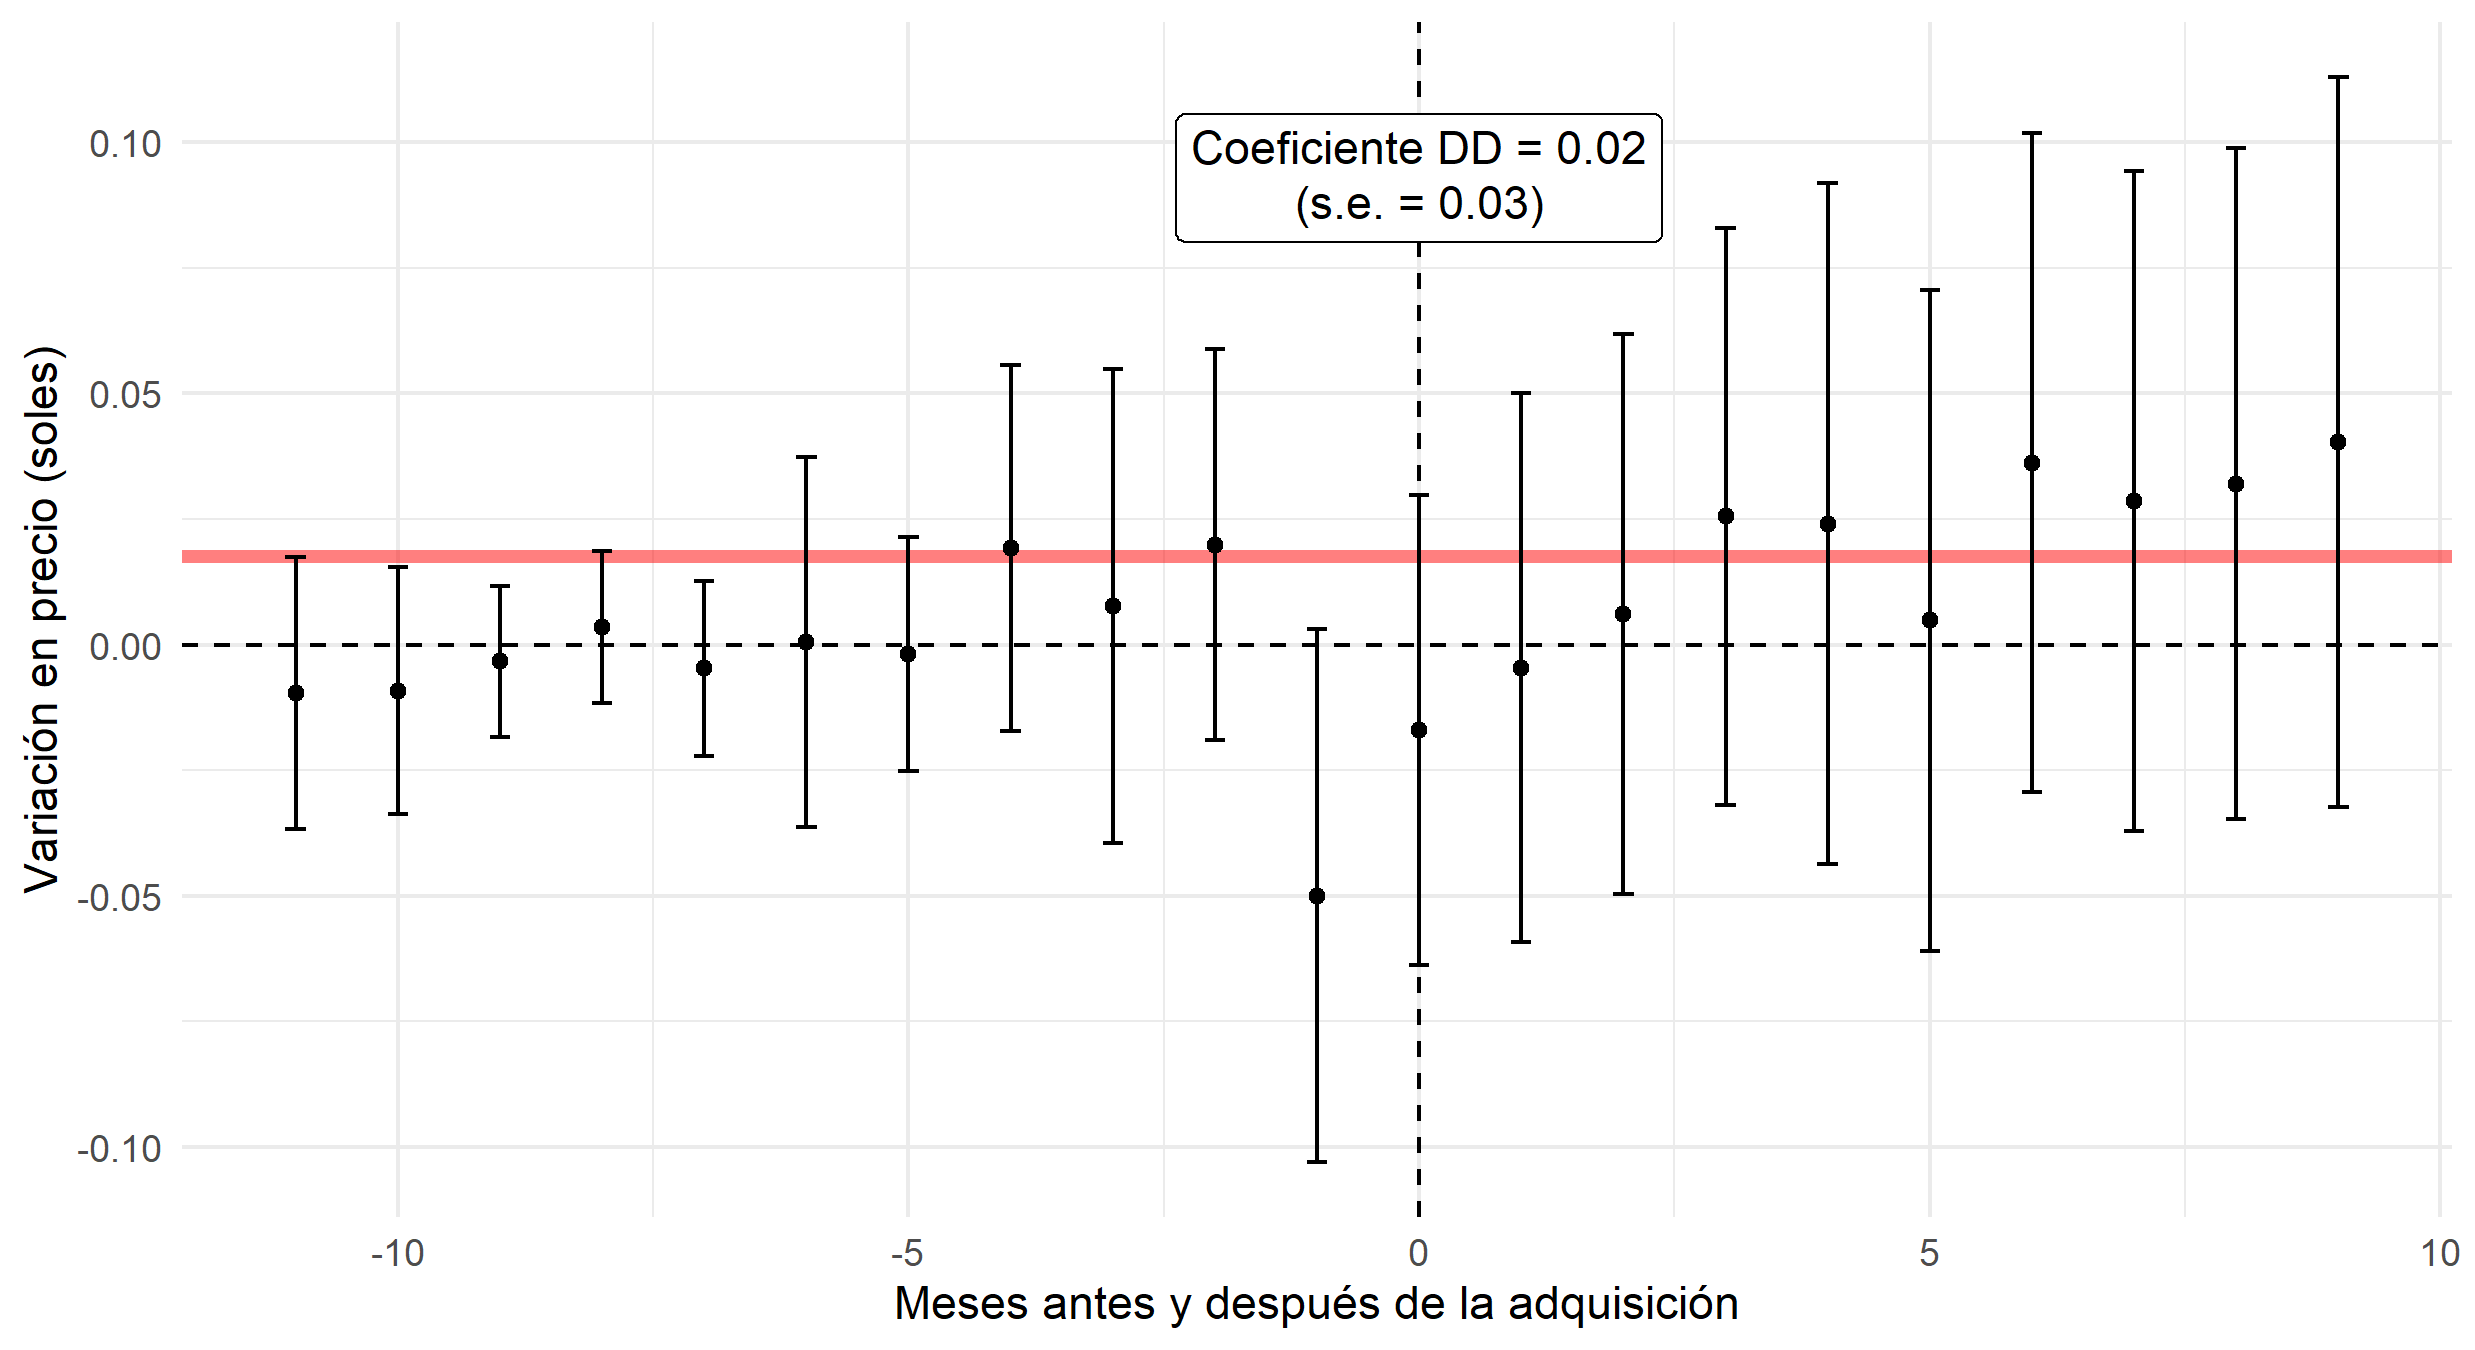 Coeficiente DD = 0.02
(s.e. = 0.03)
0.10
0.05
0.00
-0.05
-0.10
Variación en precio (soles)
-10 -5 0 5 10
Meses antes y después de la adquisición